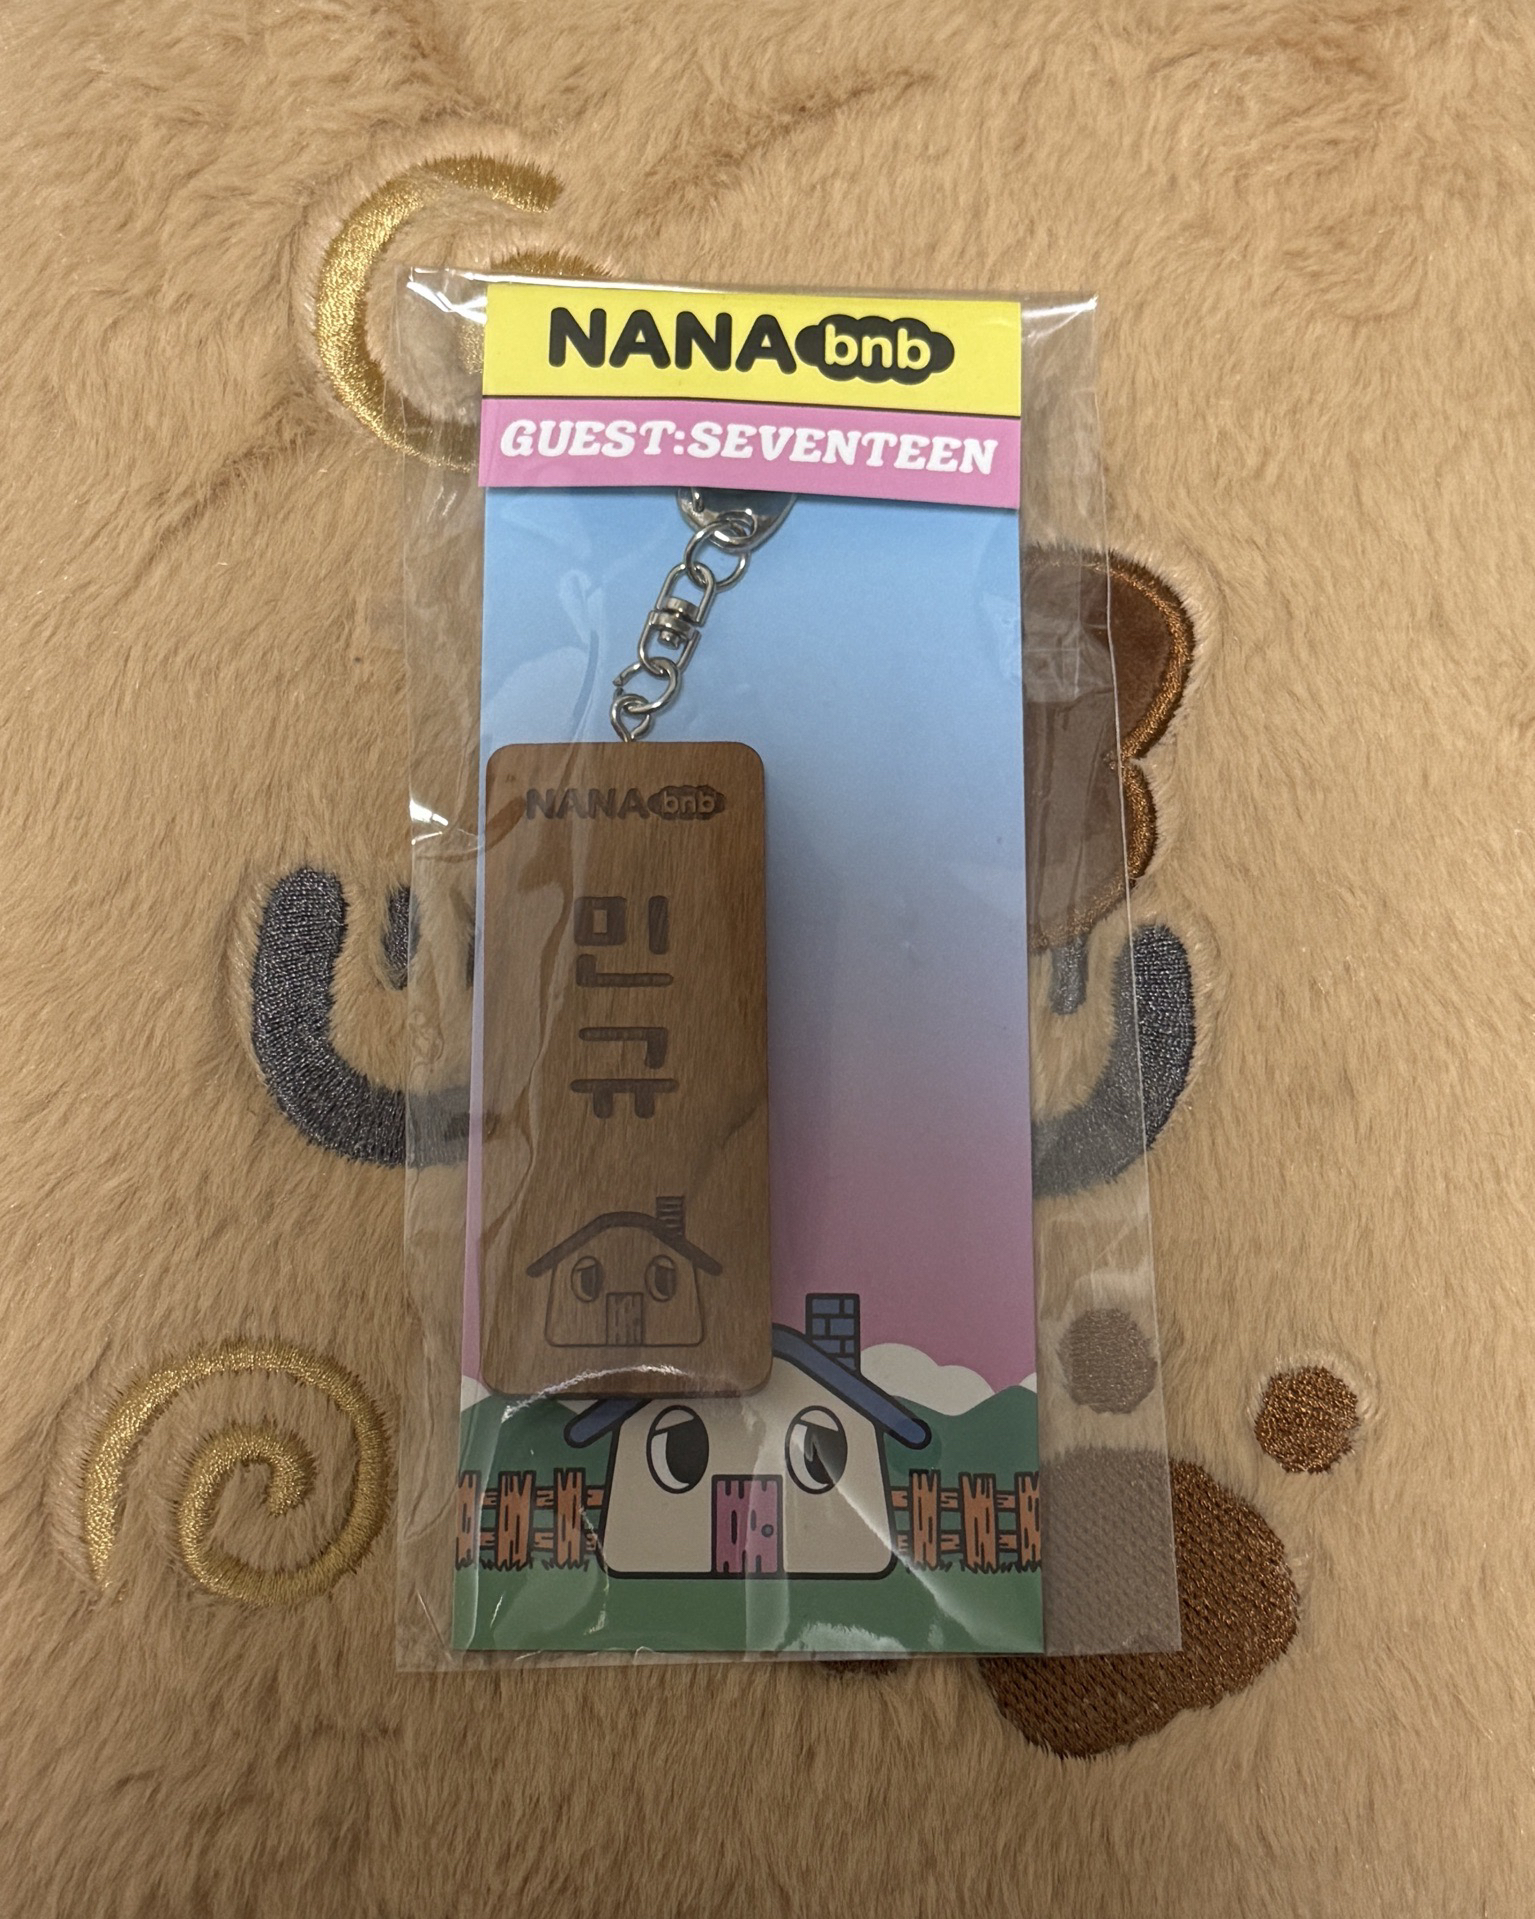 NANA bnb
GUEST:SEVENTEEN
NANA bnb
민
규